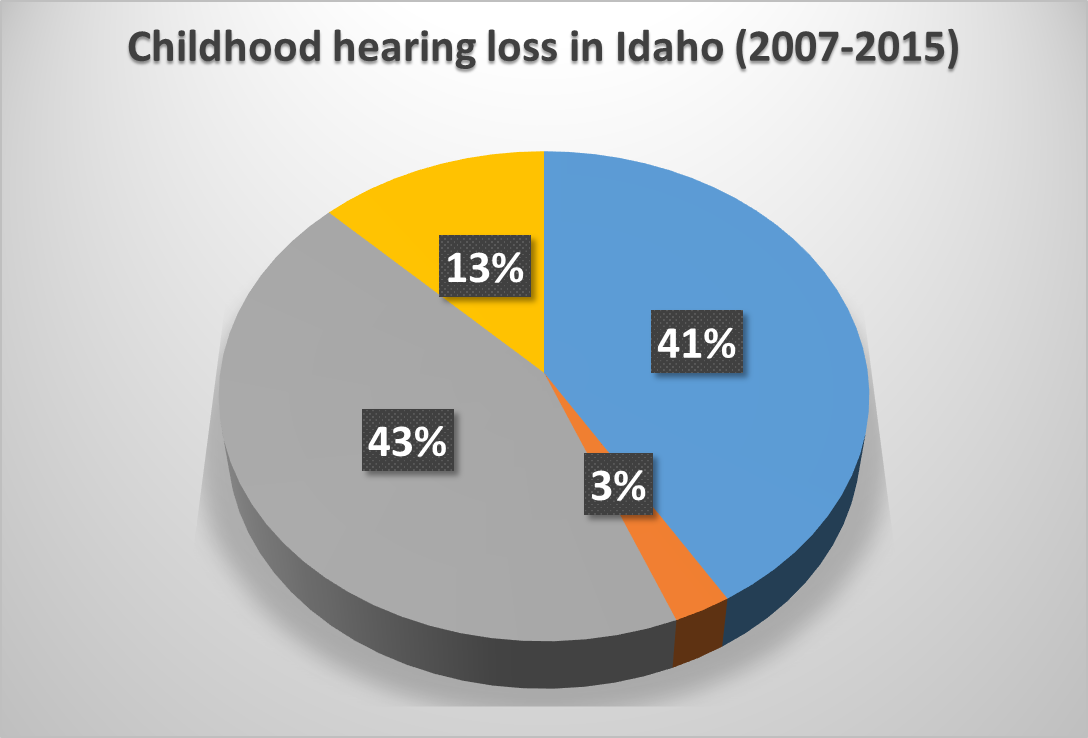 Childhood hearing loss in Idaho (2007-2015)
13%
41%
43%
3%